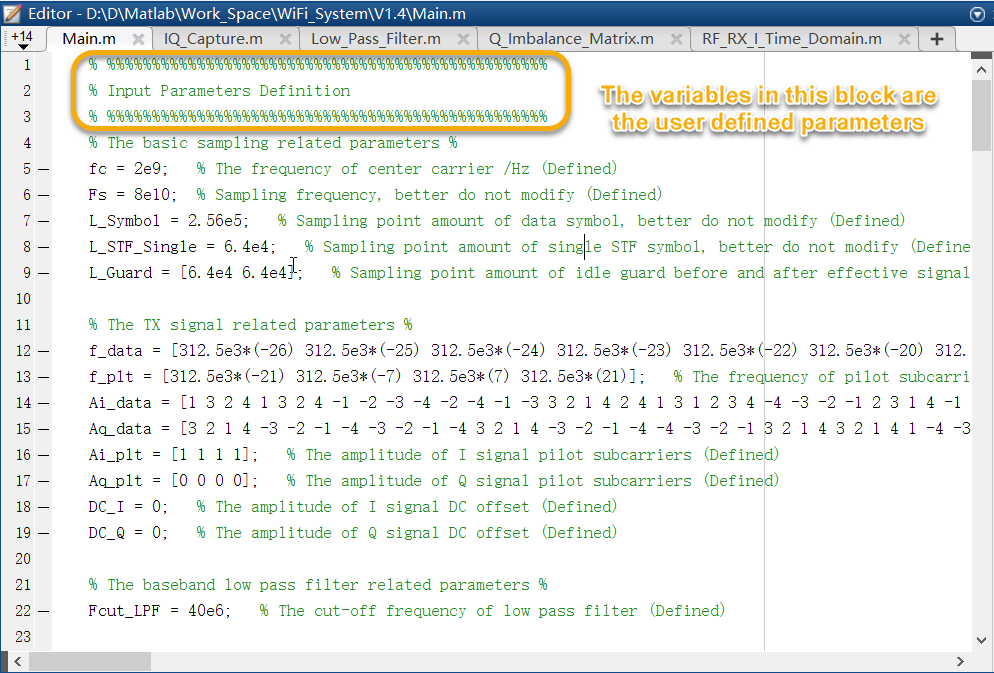 Editor - D:\D\Matlab\Work_Space\WiFi_System\V1.4\Main.m
+14 Main.m IQ_Capture.m Low_Pass_Filter.m Q_Imbalance_Matrix.m RF_RX_I_Time_Domain.m
1 % %%%%%%%%%%%%%%%%%%%%%%%%%%%%%%%%%%%%%%%%%%%%%%%%%
2 % Input Parameters Definition
3 % %%%%%%%%%%%%%%%%%%%%%%%%%%%%%%%%%%%%%%%%%%%%%%%%%
The variables in this block are
the user defined parameters
4 % The basic sampling related parameters %
5 – fc = 2e9; % The frequency of center carrier /Hz (Defined)
6 – Fs = 8e10; % Sampling frequency, better do not modify (Defined)
7 – L_Symbol = 2.56e5; % Sampling point amount of data symbol, better do not modify (Defined)
8 – L_STF_Single = 6.4e4; % Sampling point amount of single STF symbol, better do not modify (Define
9 – L_Guard = [6.4e4 6.4e4]; % Sampling point amount of idle guard before and after effective signal
10
11 % The TX signal related parameters %
12 – f_data = [312.5e3*(-26) 312.5e3*(-25) 312.5e3*(-24) 312.5e3*(-23) 312.5e3*(-22) 312.5e3*(-20) 312.
13 – f_plt = [312.5e3*(-21) 312.5e3*(-7) 312.5e3*(7) 312.5e3*(21)]; % The frequency of pilot subcarri
14 – Ai_data = [1 3 2 4 1 3 2 4 -1 -2 -3 -4 -2 -4 -1 -3 3 2 1 4 2 4 1 3 1 2 3 4 -4 -3 -2 -1 2 3 1 4 -1
15 – Aq_data = [3 2 1 4 -3 -2 -1 -4 -3 -2 -1 -4 3 2 1 4 -3 -2 -1 -4 -4 -3 -2 -1 3 2 1 4 3 2 1 4 1 -4 -3
16 – Ai_plt = [1 1 1 1]; % The amplitude of I signal pilot subcarriers (Defined)
17 – Aq_plt = [0 0 0 0]; % The amplitude of Q signal pilot subcarriers (Defined)
18 – DC_I = 0; % The amplitude of I signal DC offset (Defined)
19 – DC_Q = 0; % The amplitude of Q signal DC offset (Defined)
20
21 % The baseband low pass filter related parameters %
22 – Fcut_LPF = 40e6; % The cut-off frequency of low pass filter (Defined)
23